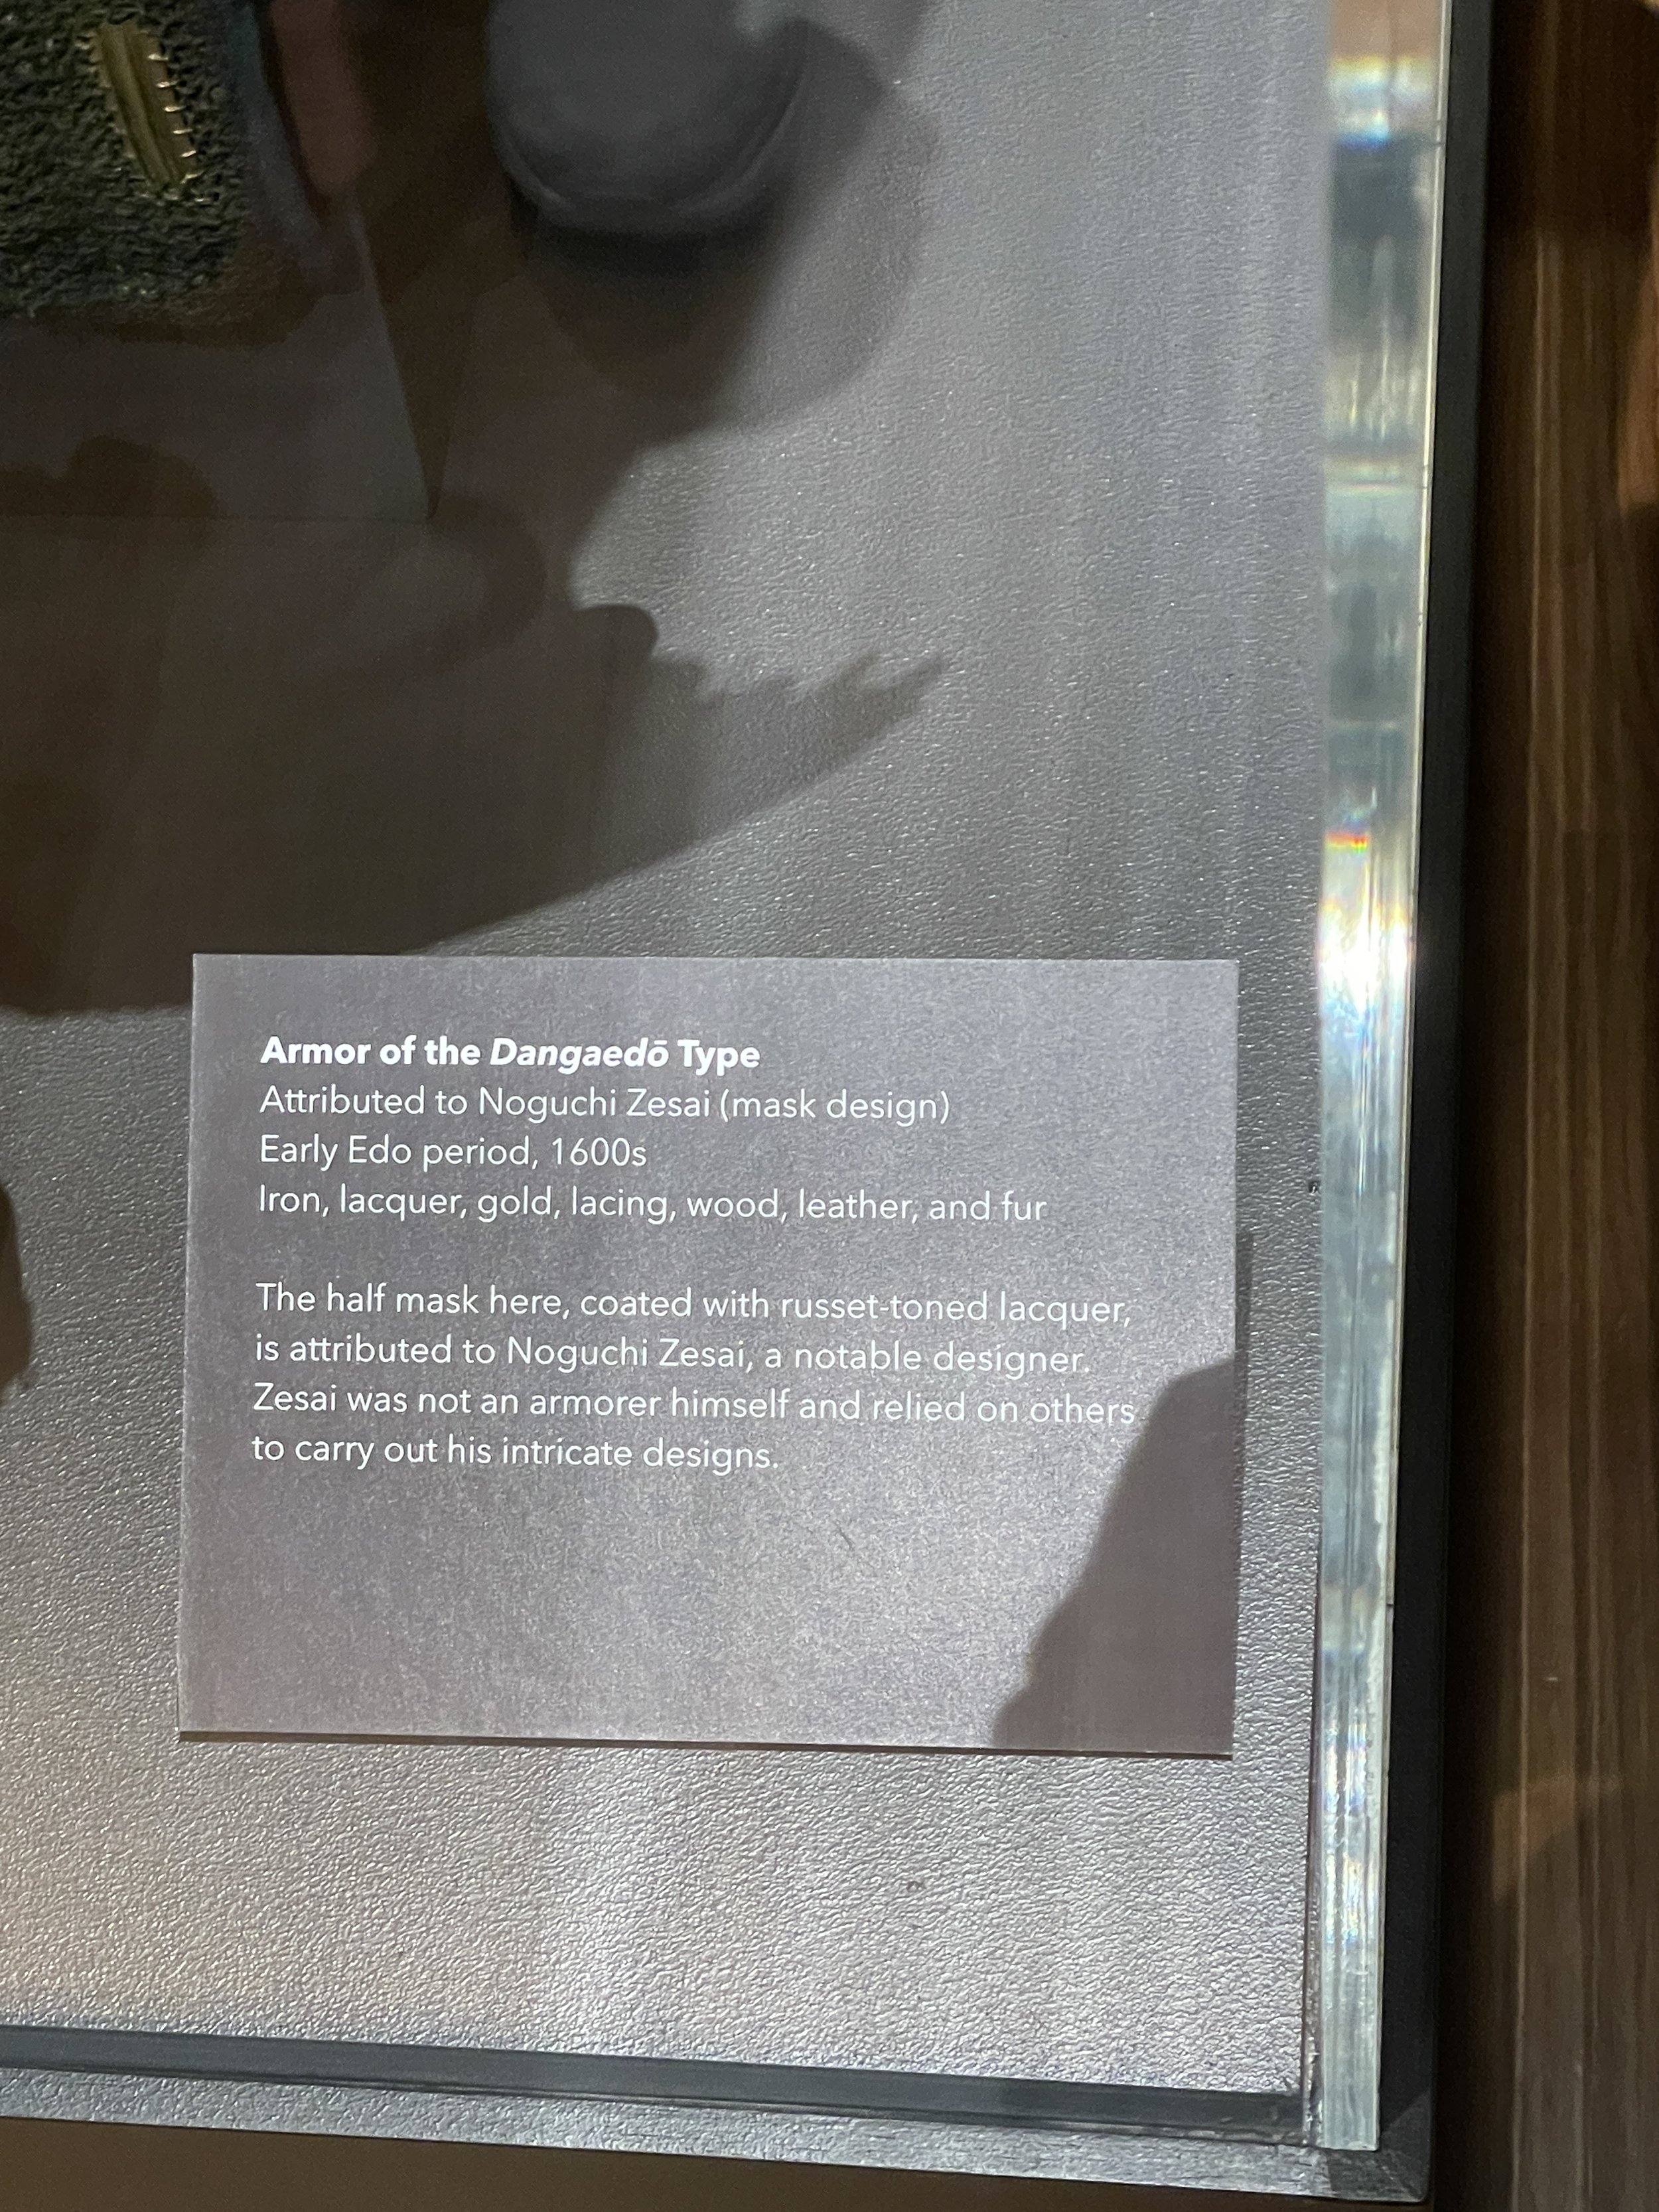 Armor of the Dangaedō Type
Attributed to Noguchi Zesai (mask design)
Early Edo period, 1600s
Iron, lacquer, gold, lacing, wood, leather, and fur
The half mask here, coated with russet-toned lacquer,
is attributed to Noguchi Zesai, a notable designer.
Zesai was not an armorer himself and relied on others
to carry out his intricate designs.